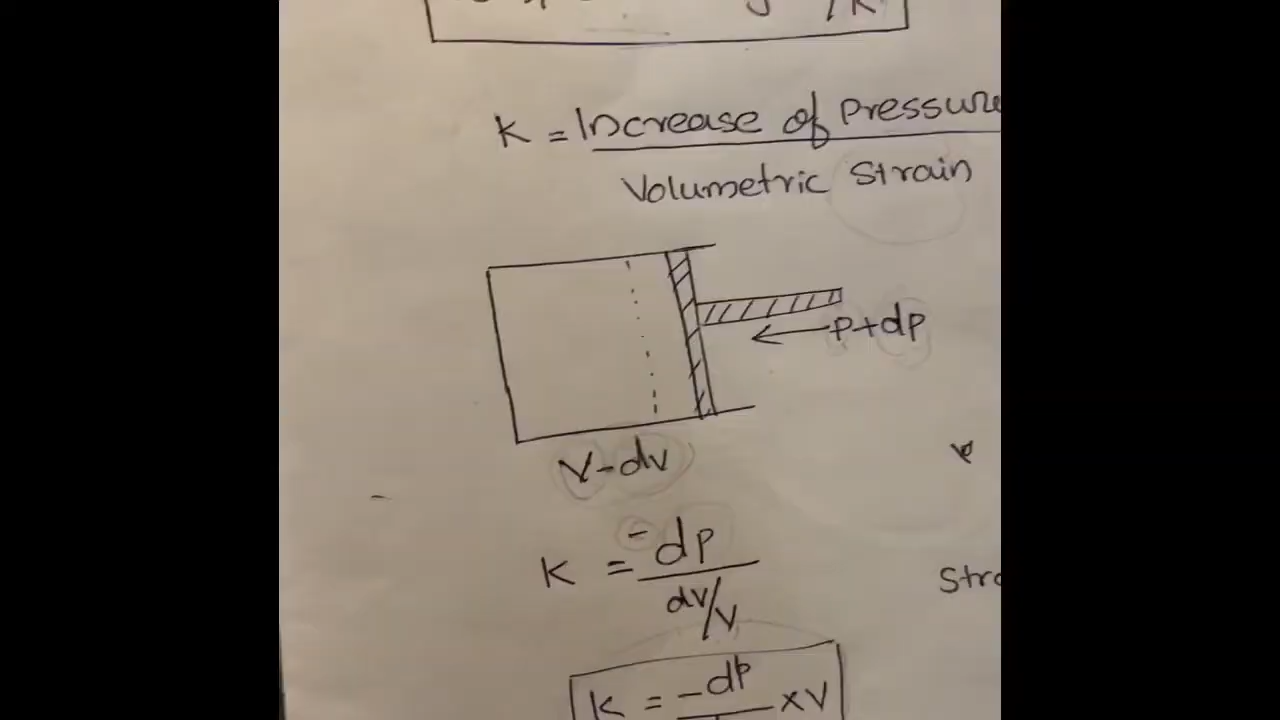 K = Increase of Pressure
Volumetric Strain
p+dp
V-dv
K = -dp
dv/V
K = -dp x V